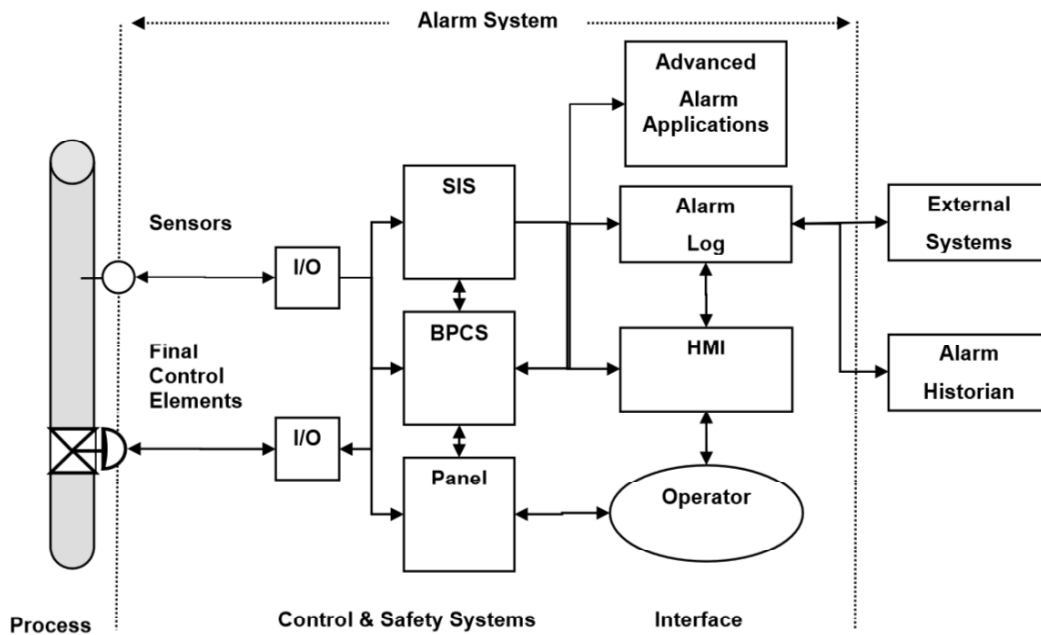 Alarm System
Advanced
Alarm
Applications
SIS
Alarm
Log
External
Systems
Sensors
I/O
BPCS
HMI
Final
Control
Elements
Alarm
Historian
I/O
Panel
Operator
Process
Control & Safety Systems
Interface